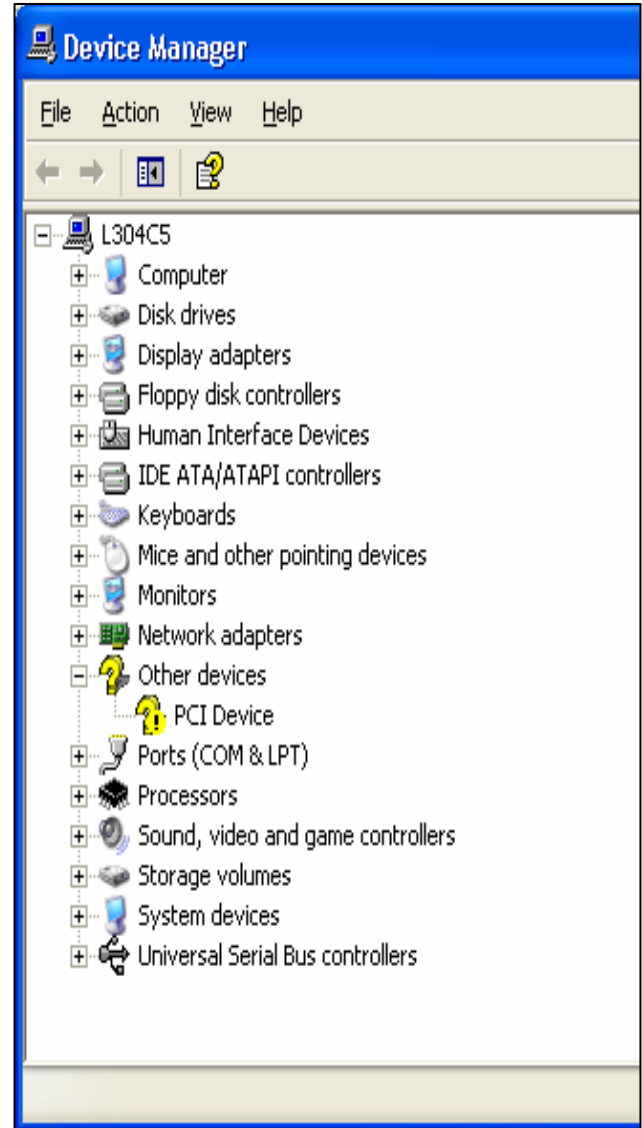 Device Manager
File Action View Help
L304C5
Computer
Disk drives
Display adapters
Floppy disk controllers
Human Interface Devices
IDE ATA/ATAPI controllers
Keyboards
Mice and other pointing devices
Monitors
Network adapters
Other devices
PCI Device
Ports (COM & LPT)
Processors
Sound, video and game controllers
Storage volumes
System devices
Universal Serial Bus controllers